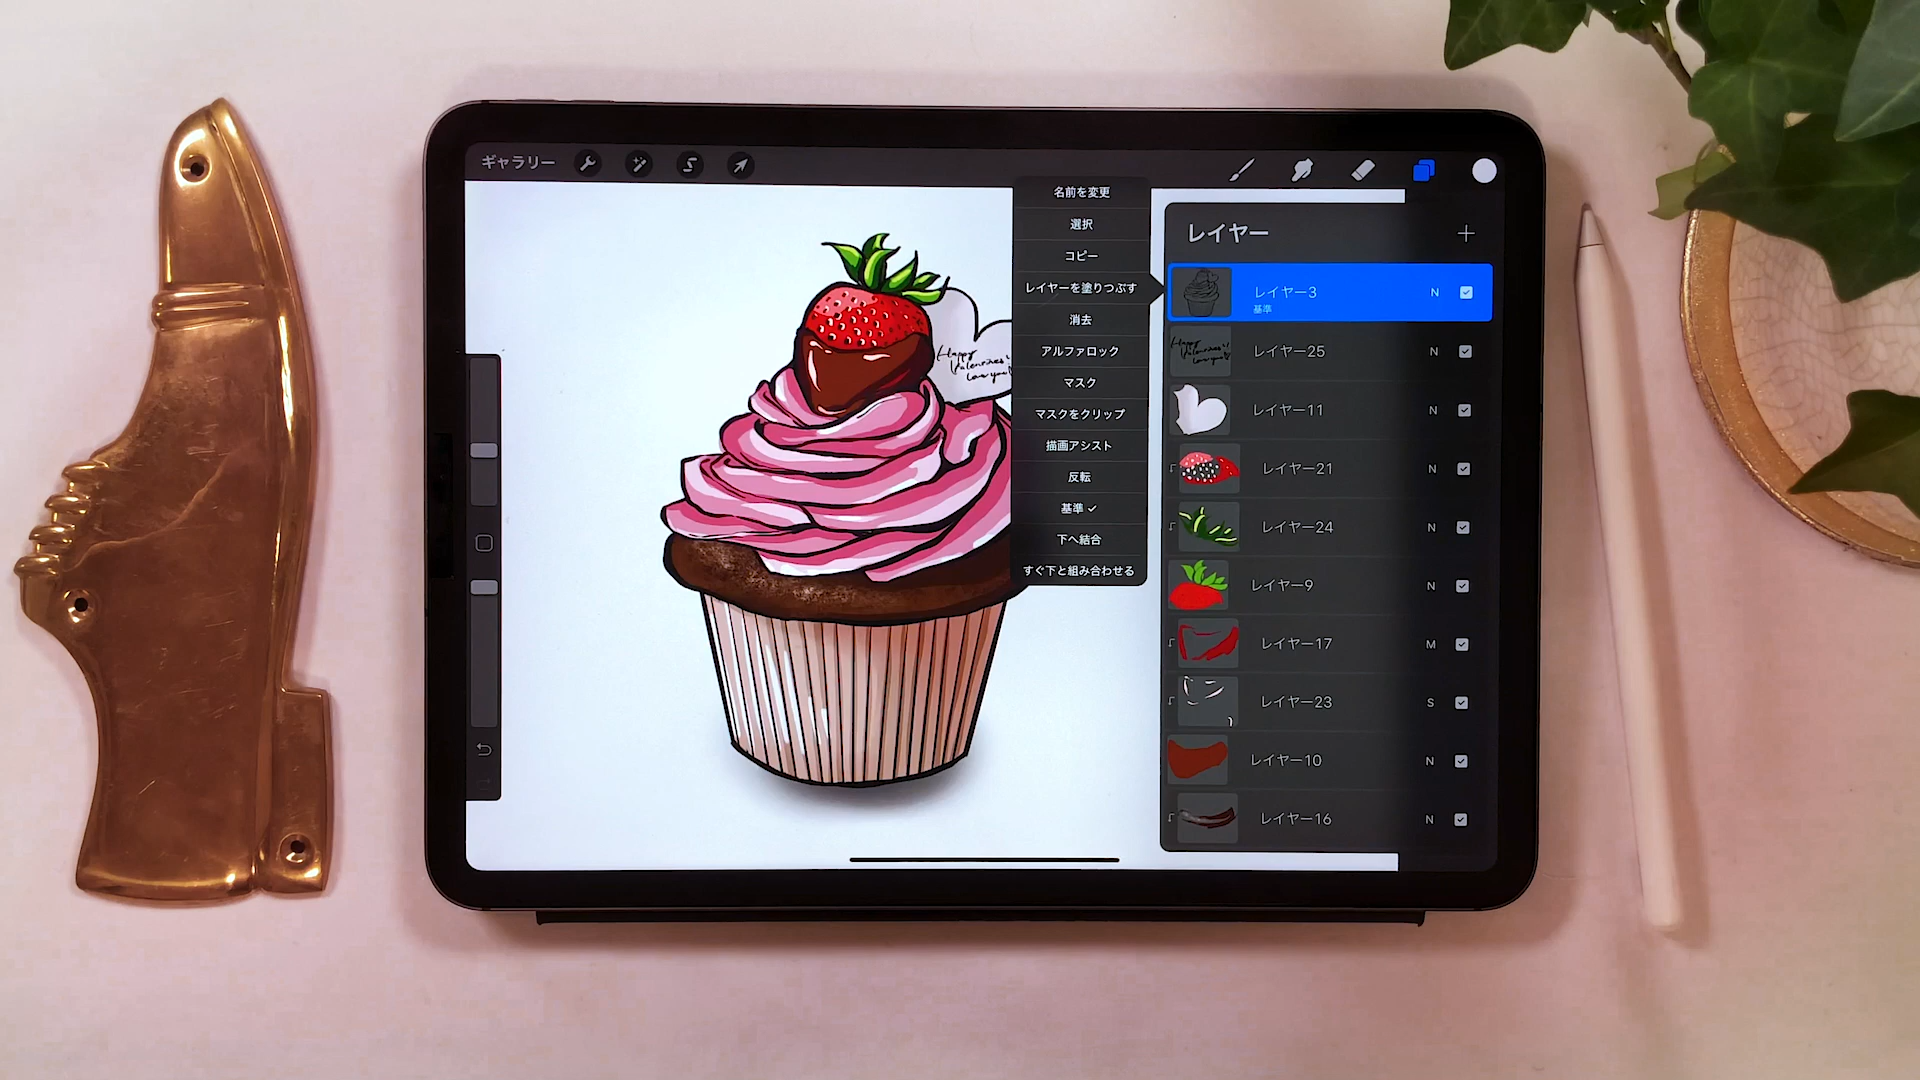 ギャラリー
名前を変更
選択
コピー
レイヤーを塗りつぶす
消去
アルファロック
マスク
マスクをクリップ
描画アシスト
反転
基準
下へ結合
すぐ下と組み合わせる
レイヤー
レイヤー3 N
基準
レイヤー25 N
レイヤー11 N
レイヤー21 N
レイヤー24 N
レイヤー9 N
レイヤー17 M
レイヤー23 S
レイヤー10 N
レイヤー16 N
Happy
Valentines
Love you